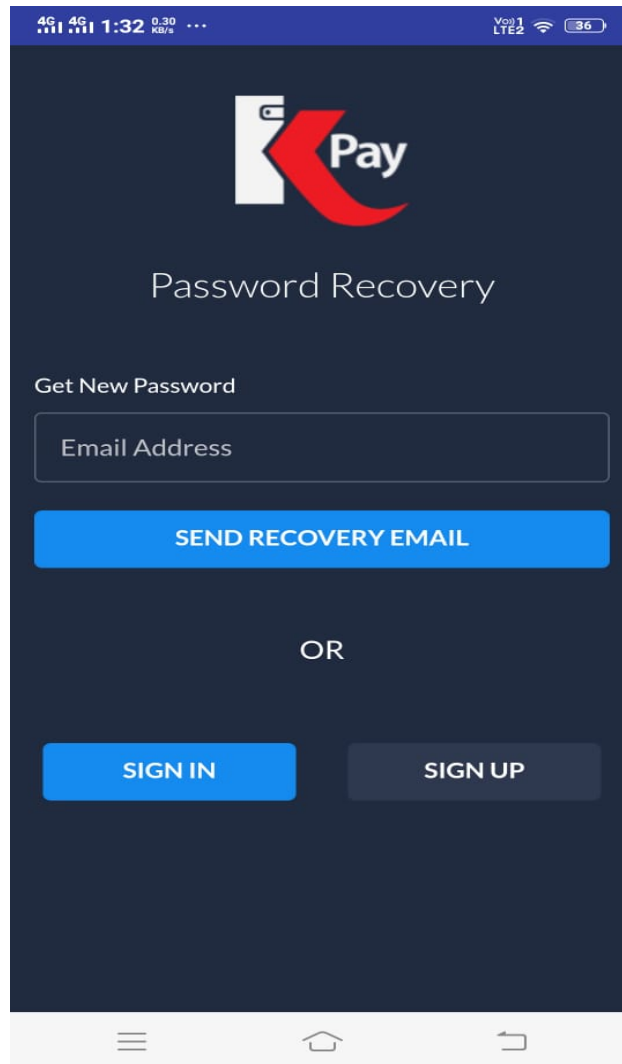 4G 4G 1:32 0.30 KB/s ... Vo)) 1 LTE2 36
K Pay
Password Recovery
Get New Password
Email Address
SEND RECOVERY EMAIL
OR
SIGN IN SIGN UP